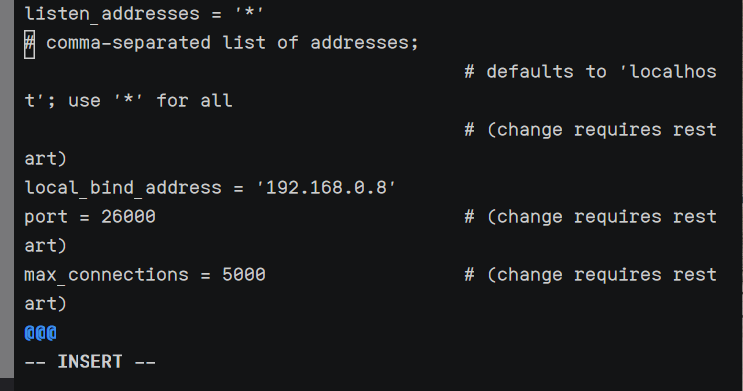 listen_addresses = '*'
# comma-separated list of addresses;
# defaults to 'localhos
t'; use '*' for all
# (change requires rest
art)
local_bind_address = '192.168.0.8'
port = 26000 # (change requires rest
art)
max_connections = 5000 # (change requires rest
art)
@@@
-- INSERT --